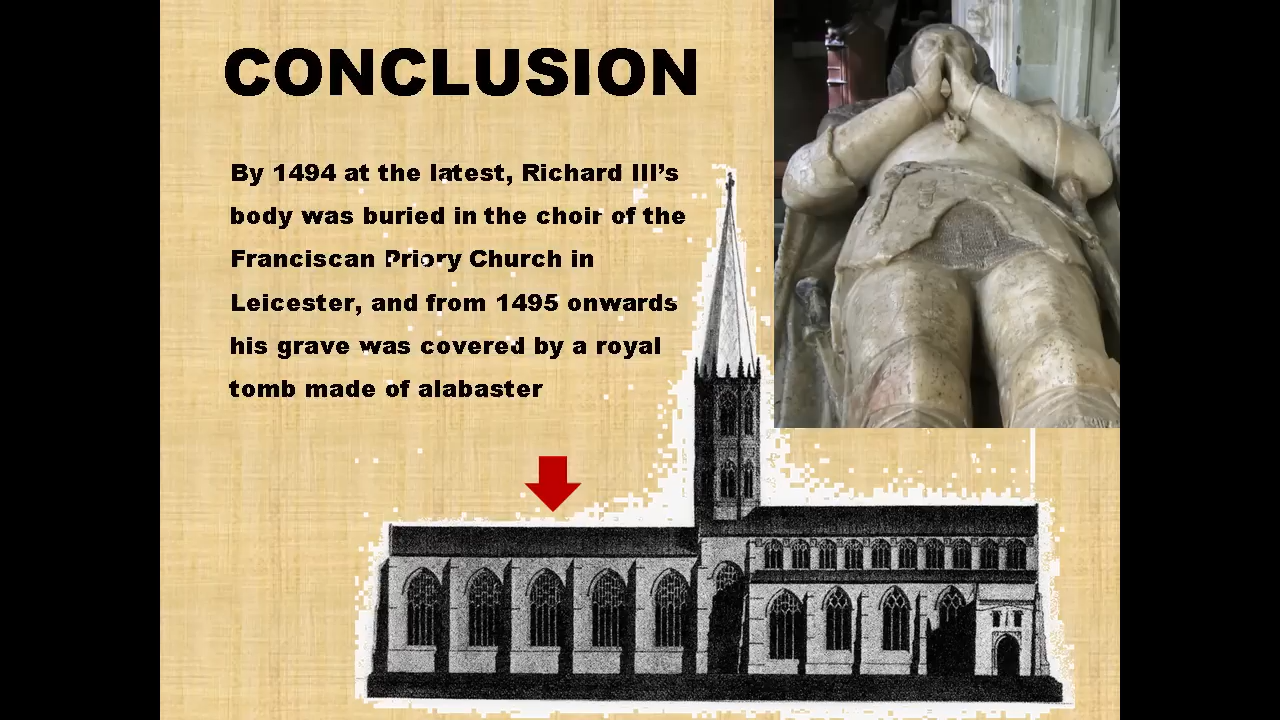 CONCLUSION
By 1494 at the latest, Richard III’s
body was buried in the choir of the
Franciscan Priory Church in
Leicester, and from 1495 onwards
his grave was covered by a royal
tomb made of alabaster